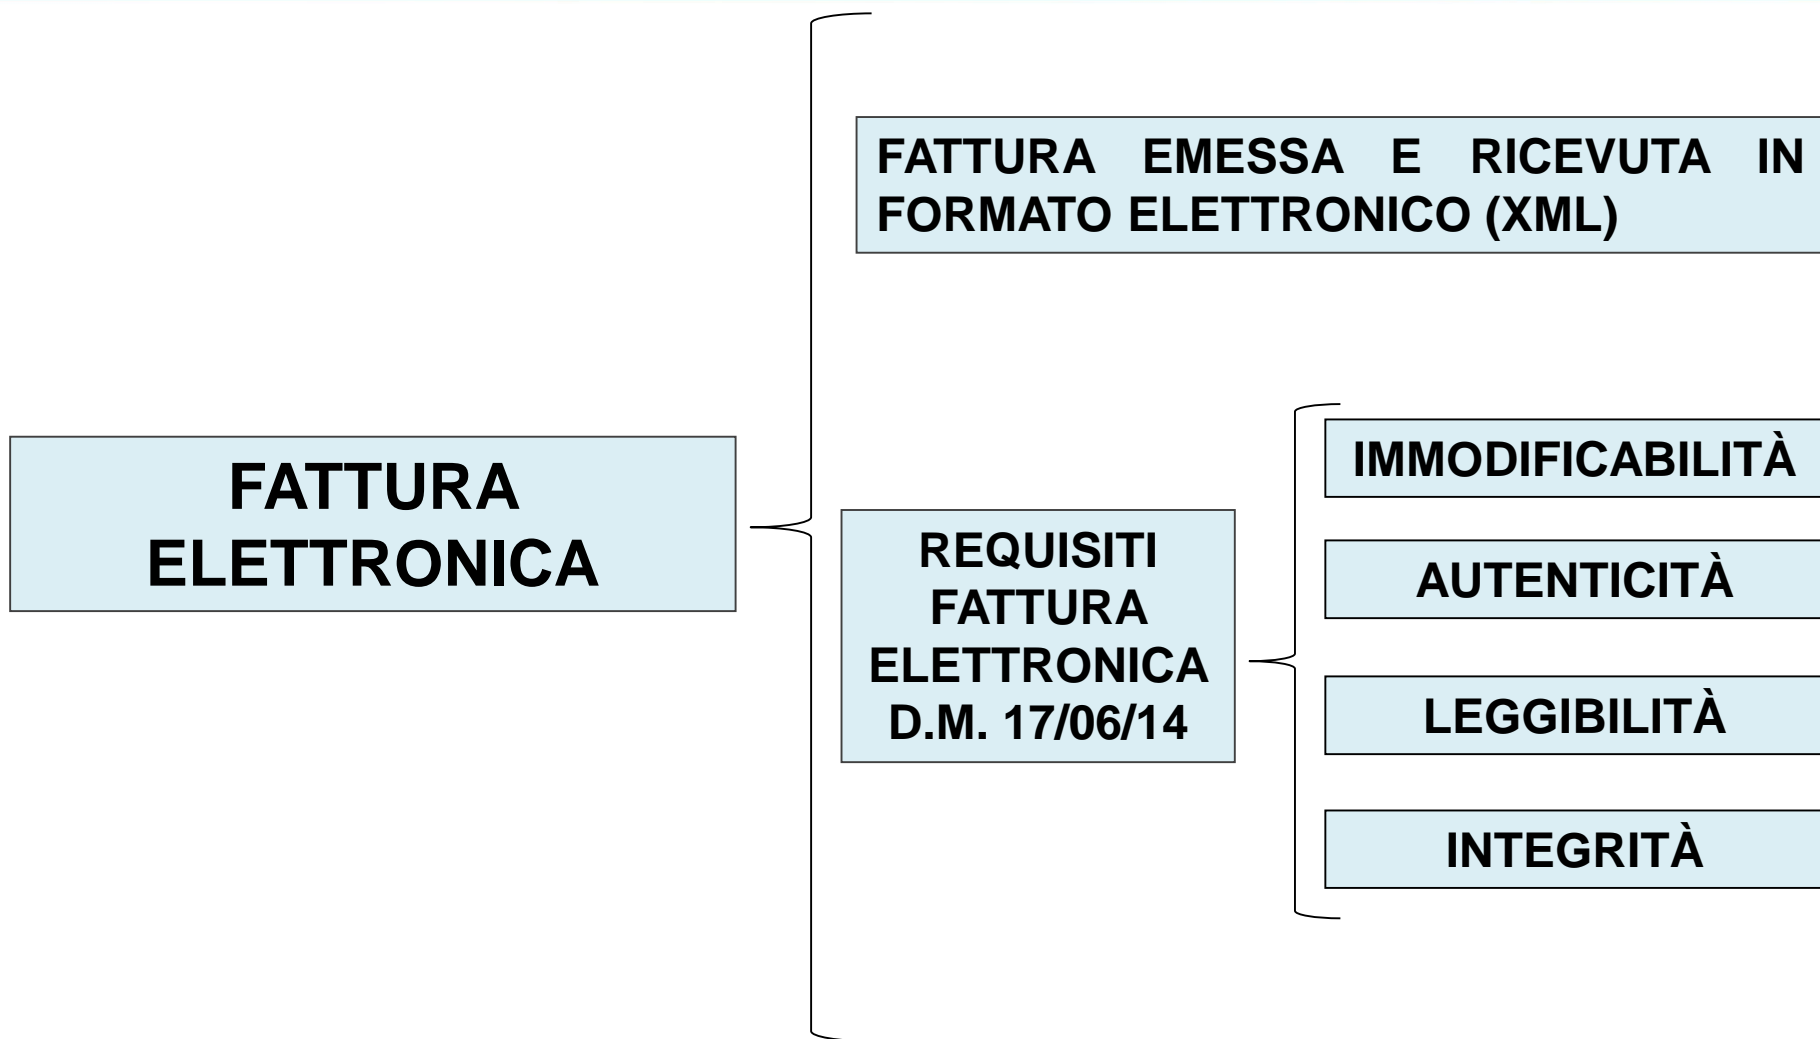 FATTURA EMESSA E RICEVUTA IN
FORMATO ELETTRONICO (XML)
FATTURA
ELETTRONICA
REQUISITI
FATTURA
ELETTRONICA
D.M. 17/06/14
IMMODIFICABILITÀ
AUTENTICITÀ
LEGGIBILITÀ
INTEGRITÀ